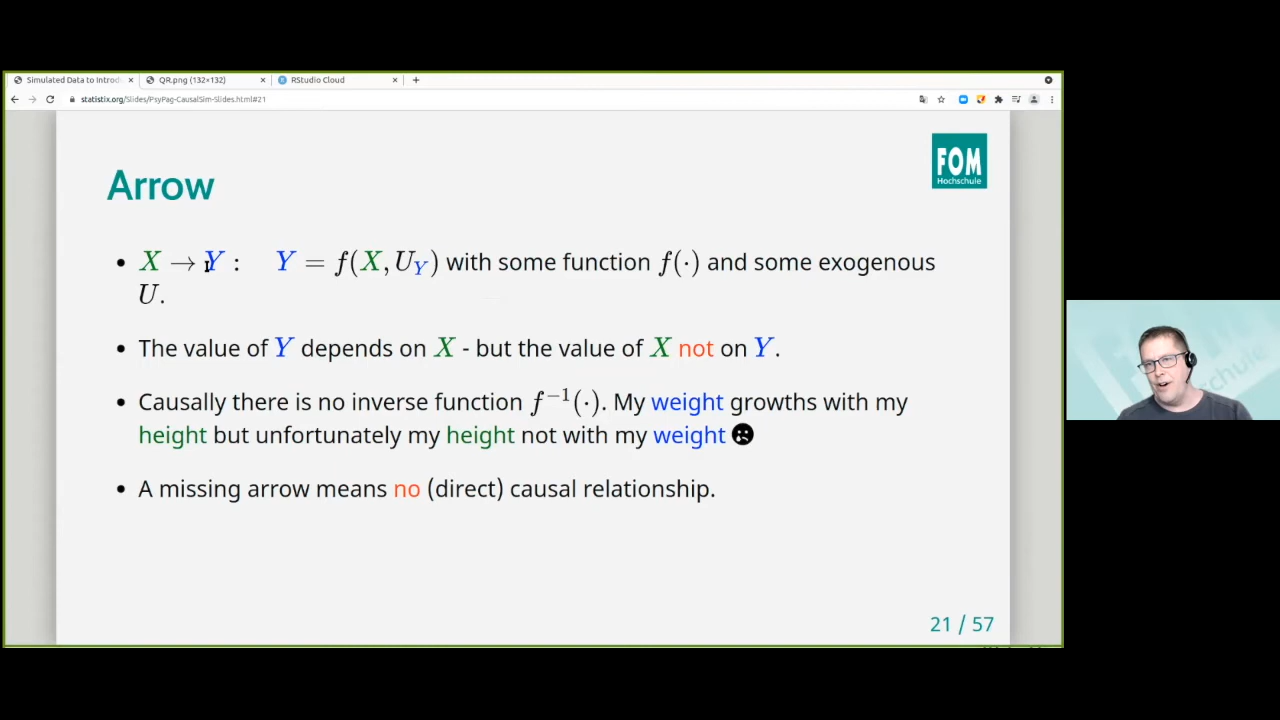 Simulated Data to Introd
QR.png (132×132)
RStudio Cloud
statistix.org/Slides/PsyPag-CausalSim-Slides.html#21
FOM
Hochschule
Arrow
• X → Y : Y = f(X, U_Y) with some function f(·) and some exogenous
U.
• The value of Y depends on X - but the value of X not on Y.
• Causally there is no inverse function f⁻¹(·). My weight growths with my
height but unfortunately my height not with my weight ☹
• A missing arrow means no (direct) causal relationship.
21 / 57